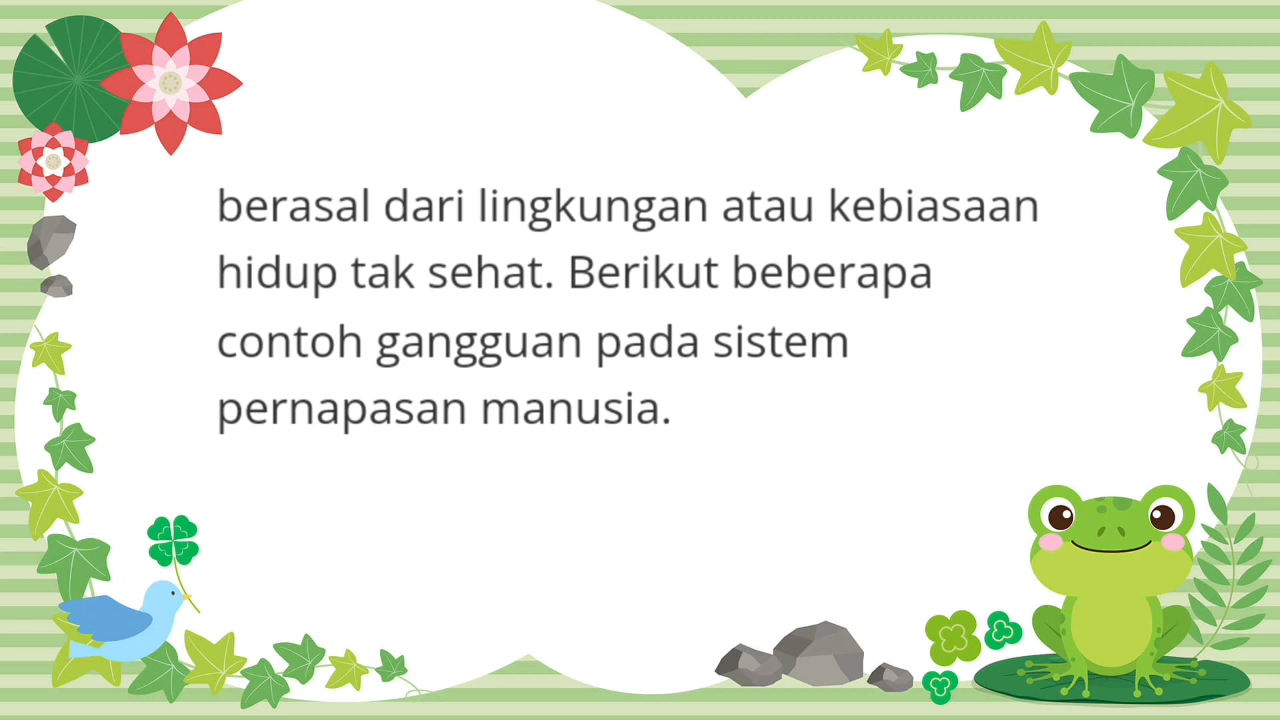 berasal dari lingkungan atau kebiasaan
hidup tak sehat. Berikut beberapa
contoh gangguan pada sistem
pernapasan manusia.